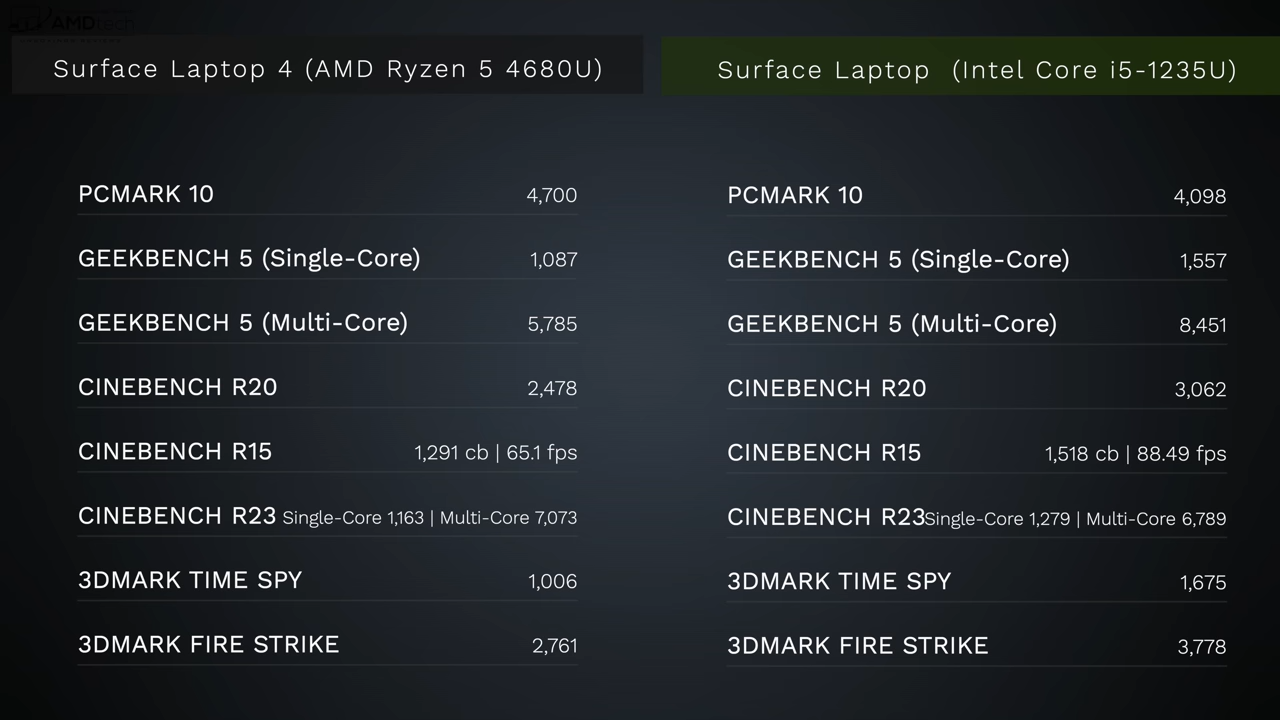 AMDtech
Surface Laptop 4 (AMD Ryzen 5 4680U)
PCMARK 10 4,700
GEEKBENCH 5 (Single-Core) 1,087
GEEKBENCH 5 (Multi-Core) 5,785
CINEBENCH R20 2,478
CINEBENCH R15 1,291 cb | 65.1 fps
CINEBENCH R23 Single-Core 1,163 | Multi-Core 7,073
3DMARK TIME SPY 1,006
3DMARK FIRE STRIKE 2,761
Surface Laptop (Intel Core i5-1235U)
PCMARK 10 4,098
GEEKBENCH 5 (Single-Core) 1,557
GEEKBENCH 5 (Multi-Core) 8,451
CINEBENCH R20 3,062
CINEBENCH R15 1,518 cb | 88.49 fps
CINEBENCH R23 Single-Core 1,279 | Multi-Core 6,789
3DMARK TIME SPY 1,675
3DMARK FIRE STRIKE 3,778